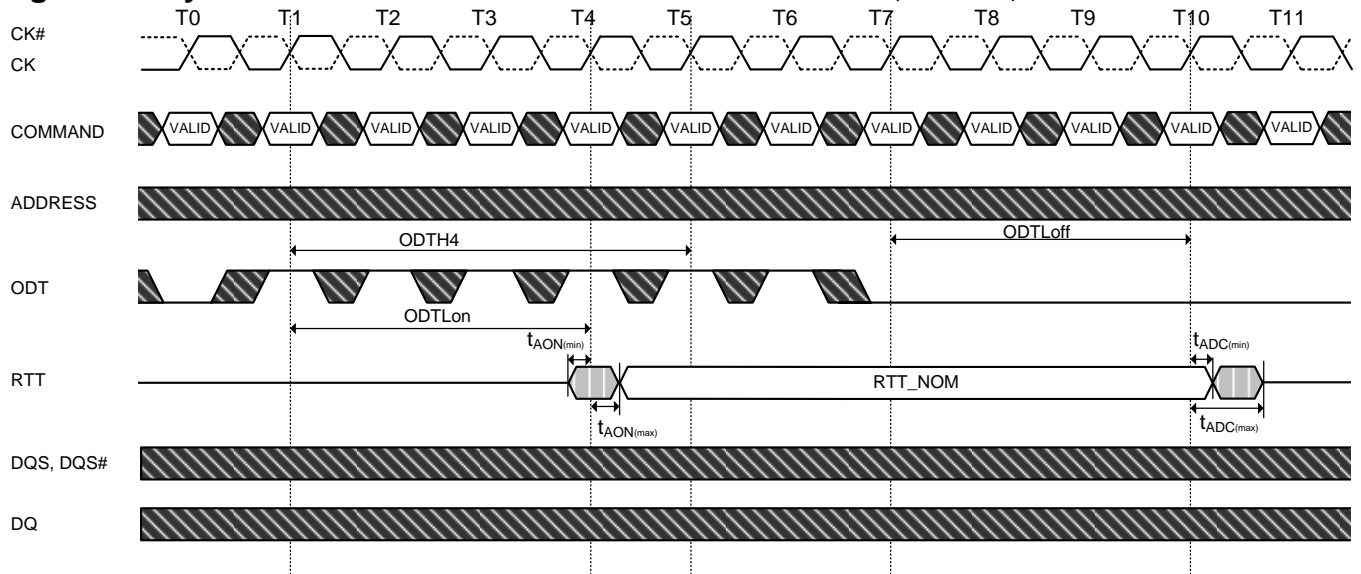 T0 T1 T2 T3 T4 T5 T6 T7 T8 T9 T10 T11
CK#
CK
COMMAND VALID VALID VALID VALID VALID VALID VALID VALID VALID VALID VALID VALID
ADDRESS
ODTH4 ODTLoff
ODT
ODTLon
tAON(min) tADC(min)
RTT RTT_NOM
tAON(max) tADC(max)
DQS, DQS#
DQ